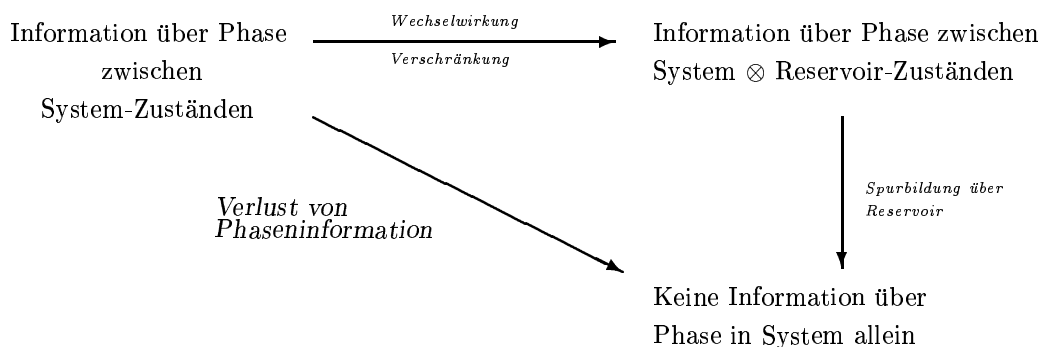 Information über Phase
zwischen
System-Zuständen
Wechselwirkung
Verschränkung
Information über Phase zwischen
System ⊗ Reservoir-Zuständen
Verlust von
Phaseninformation
Spurbildung über
Reservoir
Keine Information über
Phase in System allein